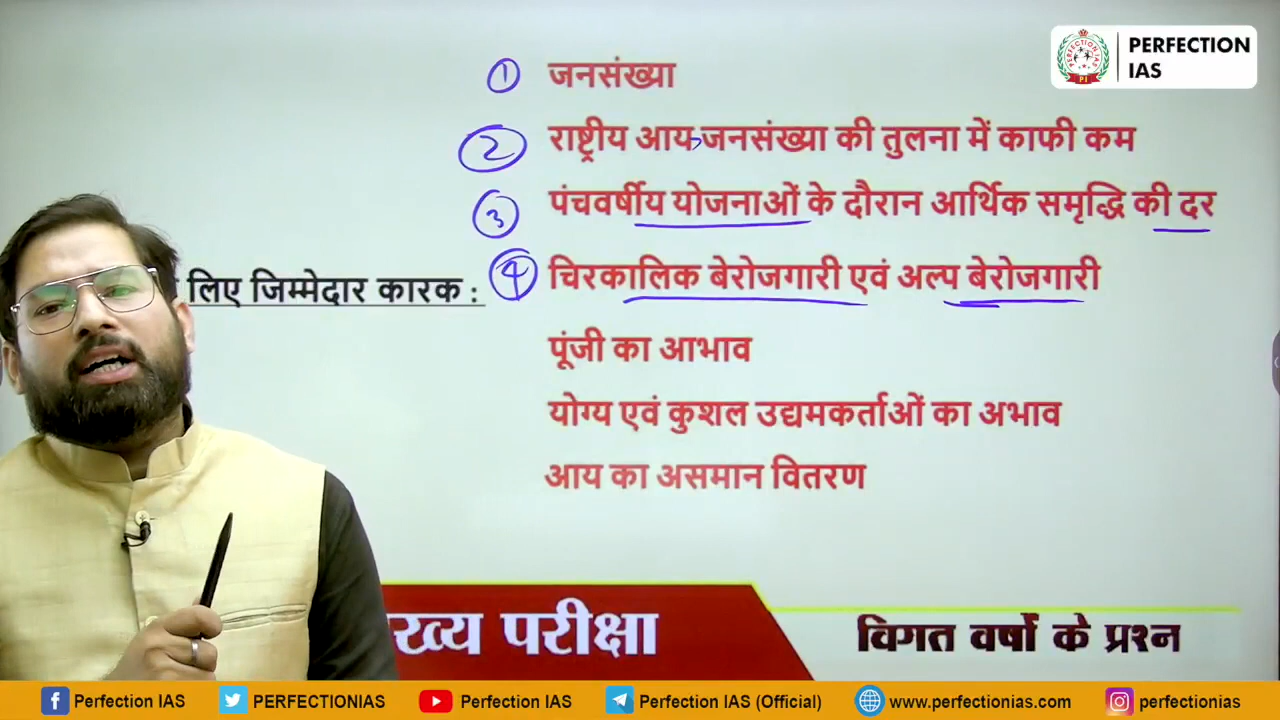 PERFECTION
IAS
① जनसंख्या
② राष्ट्रीय आय जनसंख्या की तुलना में काफी कम
③ पंचवर्षीय योजनाओं के दौरान आर्थिक समृद्धि की दर
लिए जिम्मेदार कारक :
④ चिरकालिक बेरोजगारी एवं अल्प बेरोजगारी
पूंजी का आभाव
योग्य एवं कुशल उद्यमकर्ताओं का अभाव
आय का असमान वितरण
ख्य परीक्षा
विगत वर्षों के प्रश्न
Perfection IAS PERFECTIONIAS Perfection IAS Perfection IAS (Official) www.perfectionias.com perfectionias